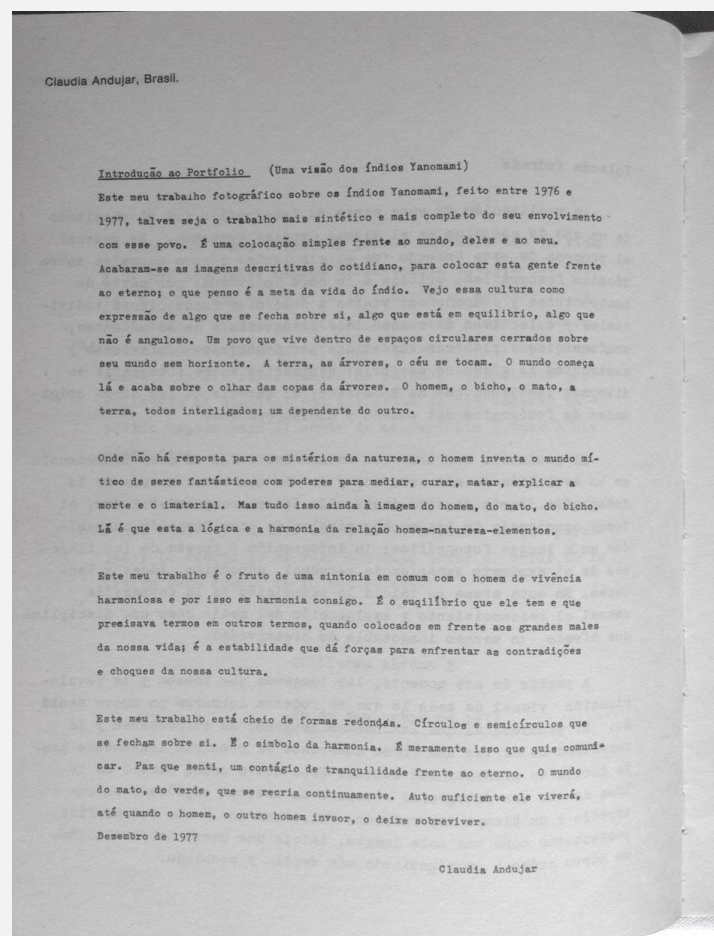 Claudia Andujar, Brasil.
Introdução ao Portfolio (Uma visão dos índios Yanomami)
Este meu trabalho fotográfico sobre os índios Yanomami, feito entre 1976 e
1977, talvez seja o trabalho mais sintético e mais completo do seu envolvimento
com esse povo. É uma colocação simples frente ao mundo, deles e ao meu.
Acabaram-se as imagens descritivas do cotidiano, para colocar esta gente frente
ao eterno; o que penso é a meta da vida do índio. Vejo essa cultura como
expressão de algo que se fecha sobre si, algo que está em equilibrio, algo que
não é anguloso. Um povo que vive dentro de espaços circulares cerrados sobre
seu mundo sem horizonte. A terra, as árvores, o céu se tocam. O mundo começa
lá e acaba sobre o olhar das copas da árvores. O homem, o bicho, o mato, a
terra, todos interligados; um dependente do outro.
Onde não há resposta para os mistérios da natureza, o homem inventa o mundo mí-
tico de seres fantásticos com poderes para mediar, curar, matar, explicar a
morte e o imaterial. Mas tudo isso ainda à imagem do homem, do mato, do bicho.
Lá é que esta a lógica e a harmonia da relação homem-natureza-elementos.
Este meu trabalho é o fruto de uma sintonia em comum com o homem de vivência
harmoniosa e por isso em harmonia consigo. É o euqilíbrio que ele tem e que
precisava termos em outros termos, quando colocados em frente aos grandes males
da nossa vida; é a estabilidade que dá forças para enfrentar as contradições
e choques da nossa cultura.
Este meu trabalho está cheio de formas redondas. Círculos e semicírculos que
se fecham sobre si. É o simbolo da harmonia. É meramente isso que quis comuni-
car. Paz que senti, um contágio de tranquilidade frente ao eterno. O mundo
do mato, do verde, que se recria continuamente. Auto suficiente ele viverá,
até quando o homem, o outro homem invsor, o deixe sobreviver.
Dezembro de 1977
Claudia Andujar